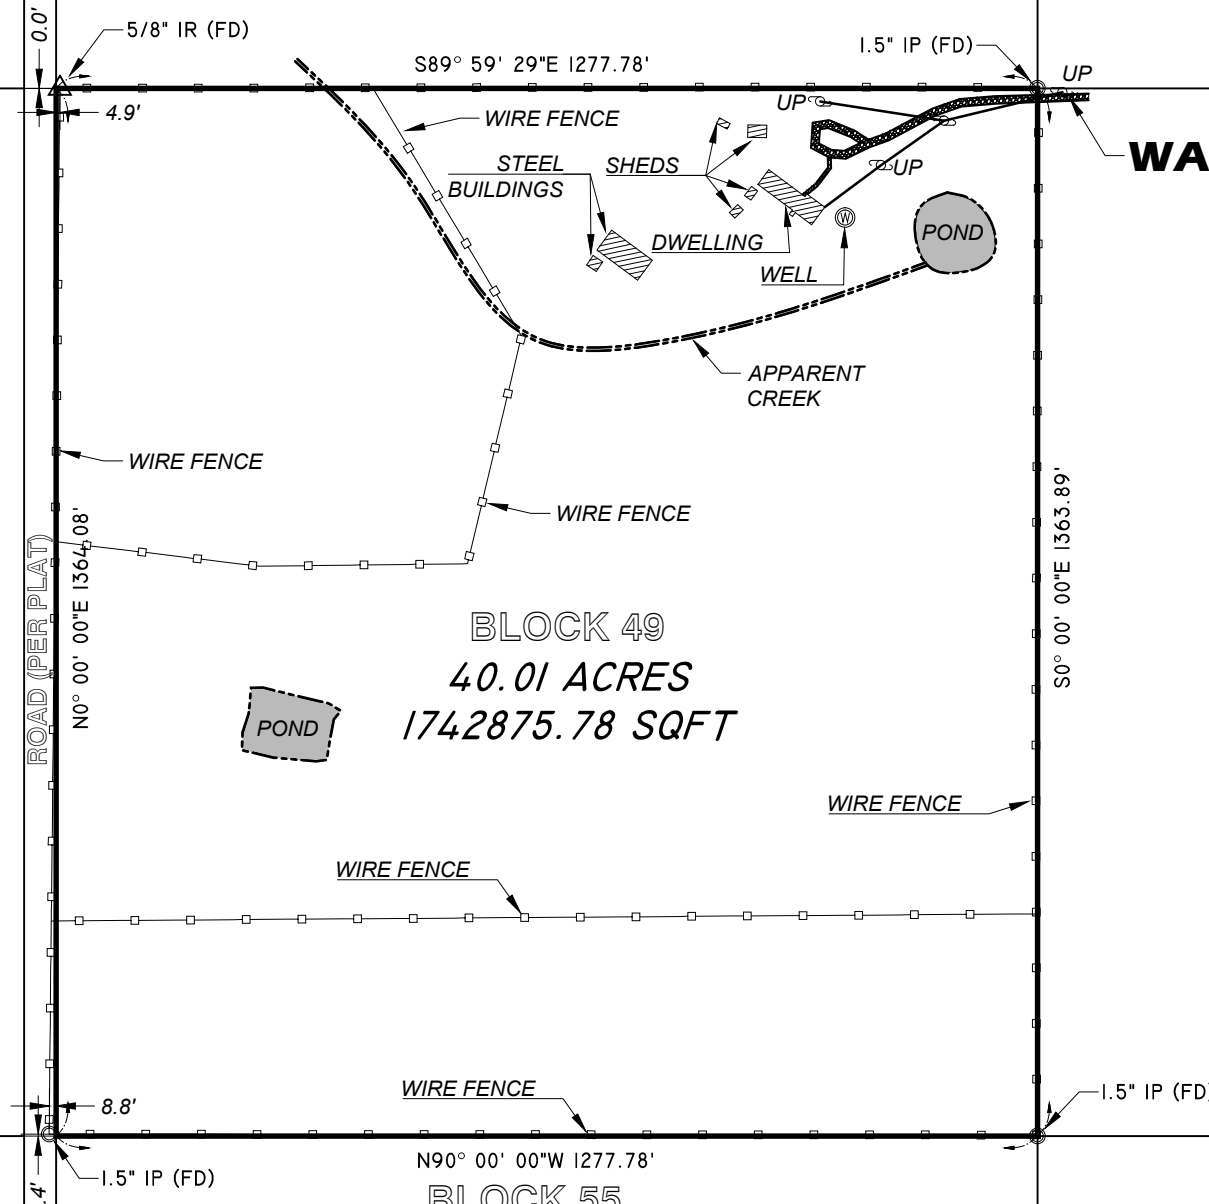 0.0'
5/8" IR (FD)
S89° 59' 29"E 1277.78'
1.5" IP (FD)
UP
4.9'
WIRE FENCE
UP
WA
STEEL
BUILDINGS
SHEDS
UP
DWELLING
W
WELL
POND
APPARENT
CREEK
WIRE FENCE
WIRE FENCE
ROAD (PER PLAT)
N0° 00' 00"E 1364.08'
S0° 00' 00"E 1363.89'
BLOCK 49
40.01 ACRES
1742875.78 SQFT
POND
WIRE FENCE
WIRE FENCE
WIRE FENCE
8.8'
1.5" IP (FD)
N90° 00' 00"W 1277.78'
1.5" IP (FD)
.4'
BLOCK 55